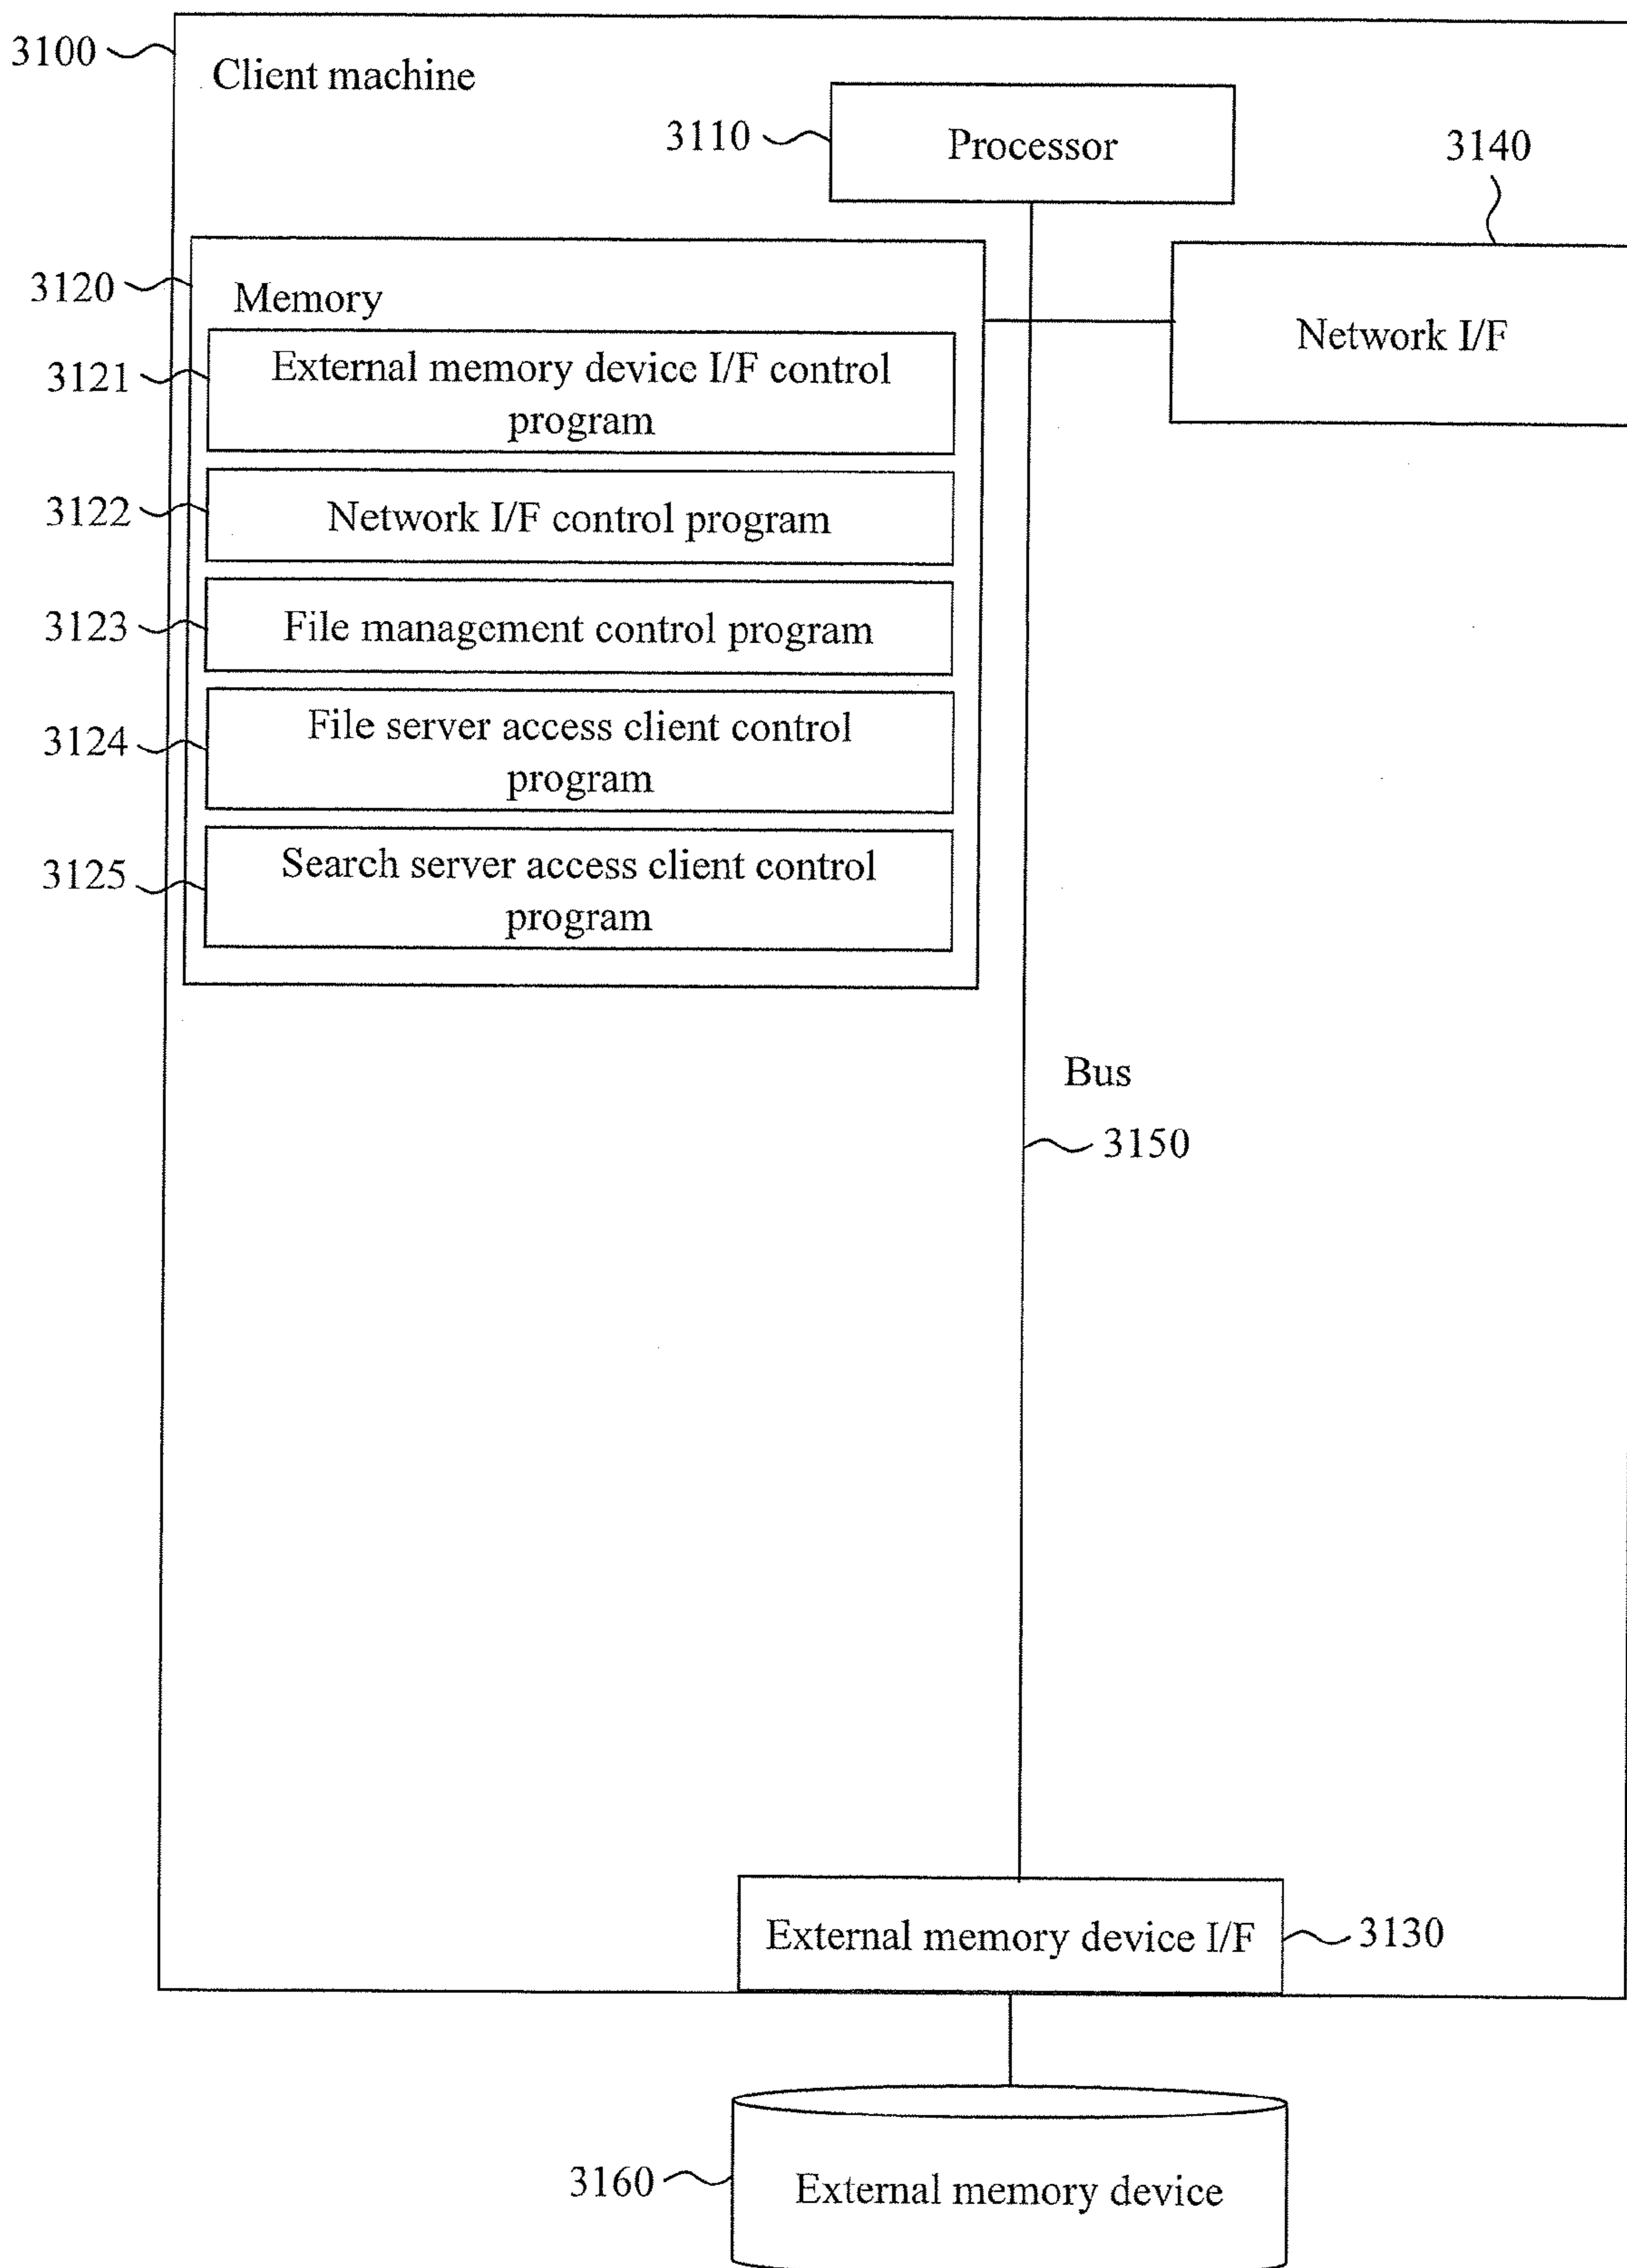 3100
Client machine
3110
Processor
3140
3120
Memory
Network I/F
3121
External memory device I/F control
program
3122
Network I/F control program
3123
File management control program
3124
File server access client control
program
3125
Search server access client control
program
Bus
3150
External memory device I/F
3130
3160
External memory device